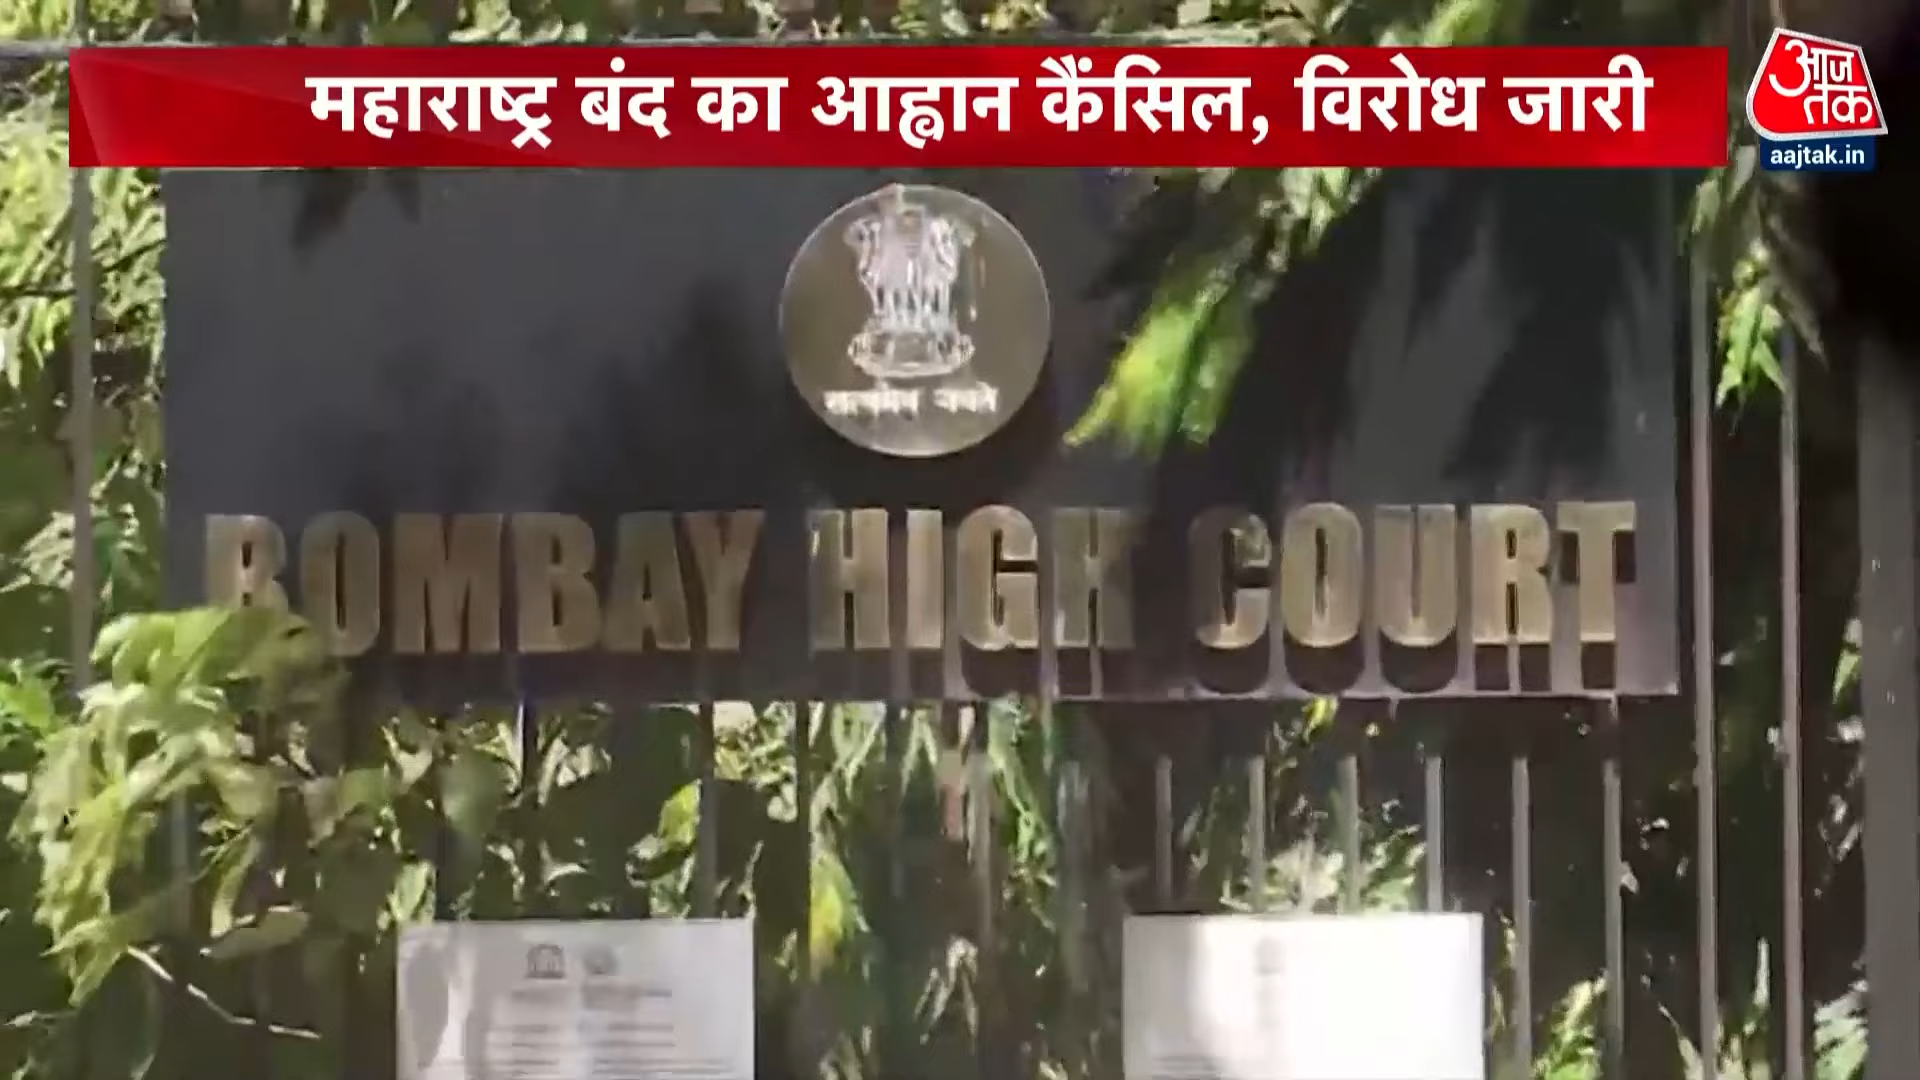 महाराष्ट्र बंद का आह्वान कैंसिल, विरोध जारी
आज
तक
aajtak.in
सत्यमेव जयते
BOMBAY HIGH COURT